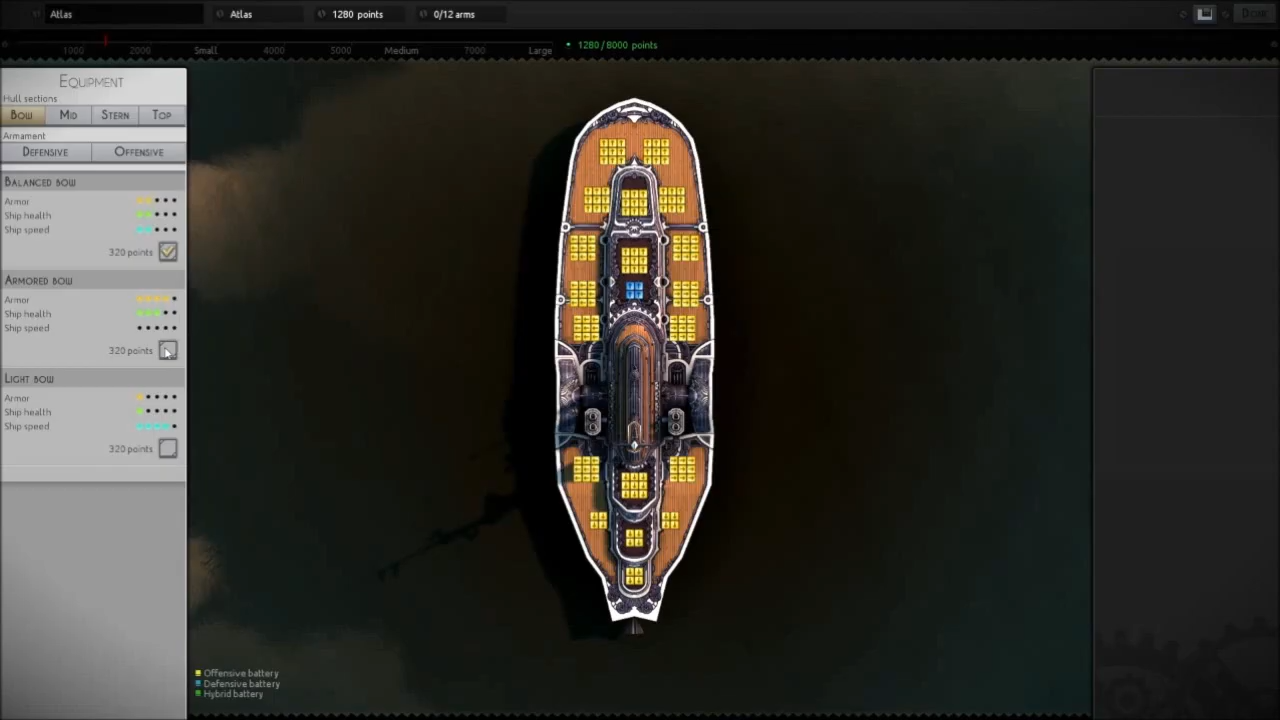 Atlas Atlas 1280 points 0/12 arms
1000 2000 Small 4000 5000 Medium 7000 Large 1280/8000 points
EQUIPMENT
Hull sections
BOW MID STERN TOP
Armament
DEFENSIVE OFFENSIVE
BALANCED BOW
Armor
Ship health
Ship speed
320 points
ARMORED BOW
Armor
Ship health
Ship speed
320 points
LIGHT BOW
Armor
Ship health
Ship speed
320 points
Offensive battery
Defensive battery
Hybrid battery